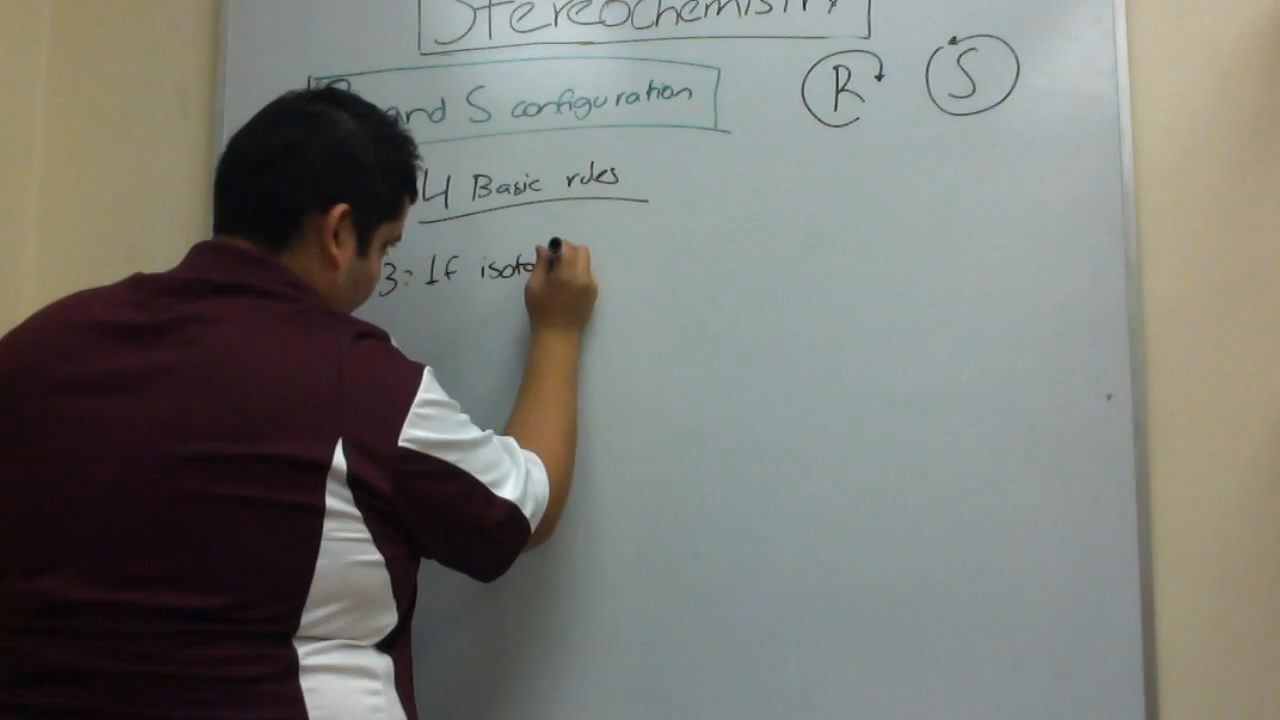 Stereochemistry
R and S configuration
R S
4 Basic rules
3: If isoto